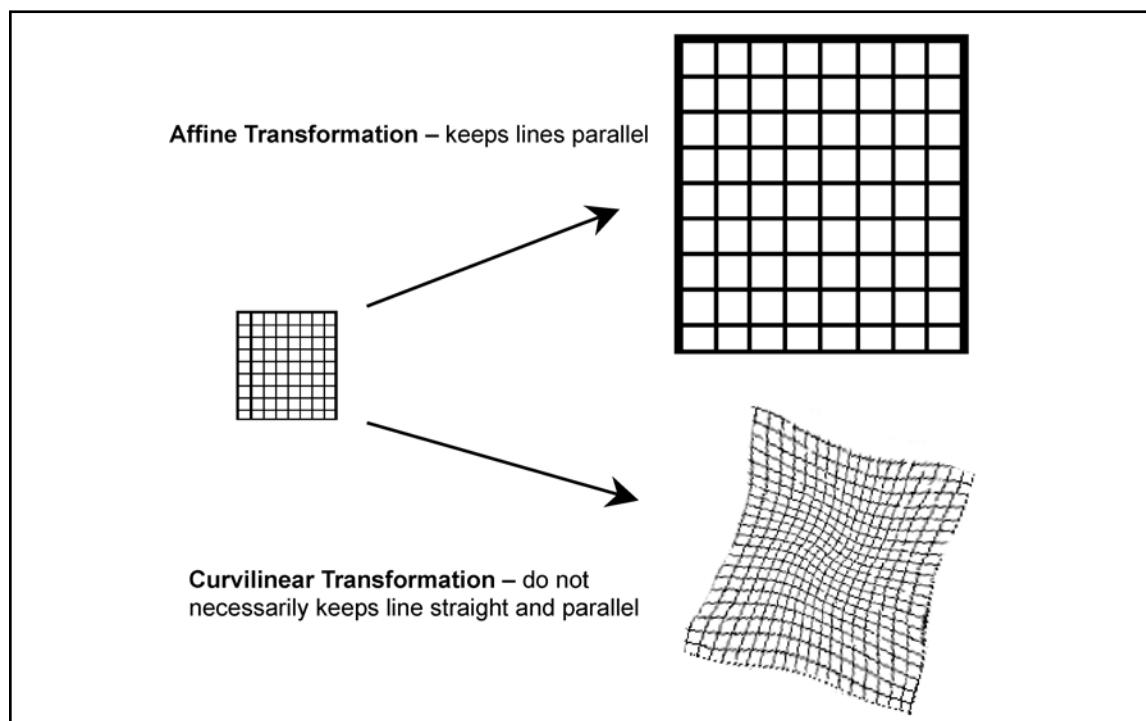 Affine Transformation – keeps lines parallel
Curvilinear Transformation – do not
necessarily keeps line straight and parallel